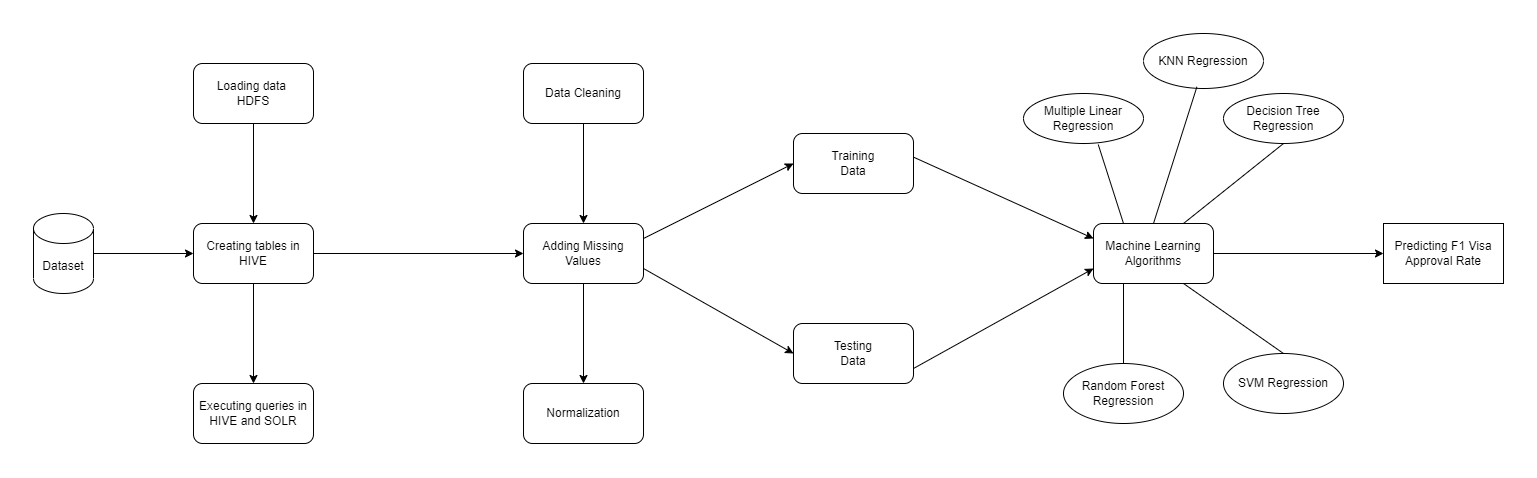 Loading data
HDFS
Data Cleaning
KNN Regression
Multiple Linear
Regression
Decision Tree
Regression
Training
Data
Dataset
Creating tables in
HIVE
Adding Missing
Values
Machine Learning
Algorithms
Predicting F1 Visa
Approval Rate
Testing
Data
Executing queries in
HIVE and SOLR
Normalization
Random Forest
Regression
SVM Regression